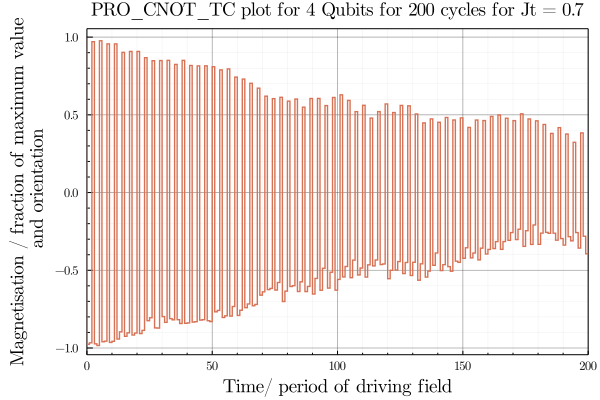 PRO_CNOT_TC plot for 4 Qubits for 200 cycles for Jt = 0.7
Magnetisation / fraction of maximum value
and orientation
1.0
0.5
0.0
−0.5
−1.0
0
50
100
150
200
Time/ period of driving field